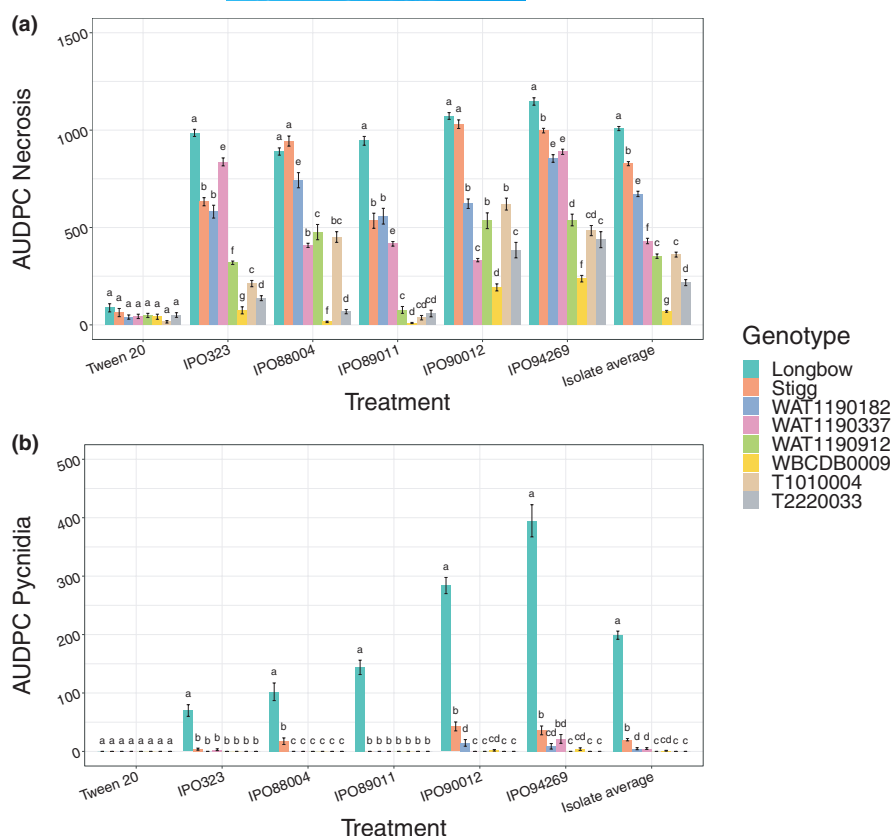 (a)
AUDPC Necrosis
1500
1000
500
0
a a a a a a a a
a b b e f g c d
a a e b c f bc d
a b b e c d cd cd
a a b c b d b c
a b e e d f cd c
a b e f c g c d
Tween 20
IPO323
IPO88004
IPO89011
IPO90012
IPO94269
Isolate average
Treatment
(b)
AUDPC Pycnidia
500
400
300
200
100
0
a a a a a a a a
a b b b b b b b
a b c c c c c c
a b b b b b b b
a b d c c cd c c
a b cd bd c cd c c
a b d d c cd c c
Tween 20
IPO323
IPO88004
IPO89011
IPO90012
IPO94269
Isolate average
Treatment
Genotype
Longbow
Stigg
WAT1190182
WAT1190337
WAT1190912
WBCDB0009
T1010004
T2220033